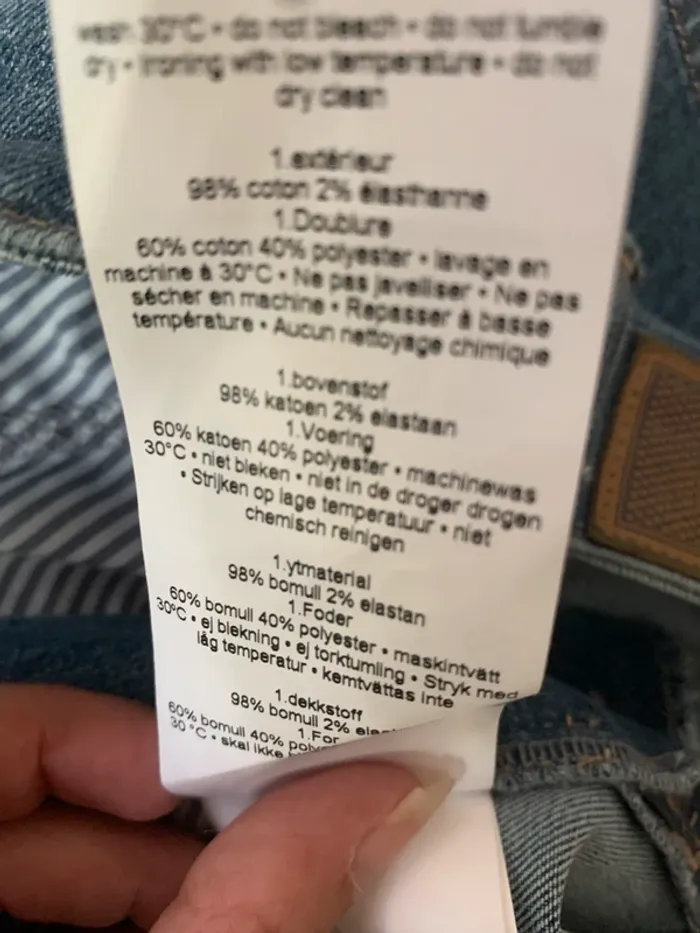 wash 30°C • do not bleach • do not tumble
dry • ironing with low temperature • do not
dry clean
1.extérieur
98% coton 2% élasthanne
1.Doublure
60% coton 40% polyester • lavage en
machine à 30°C • Ne pas javelliser • Ne pas
sécher en machine • Repasser à basse
température • Aucun nettoyage chimique
1.bovenstof
98% katoen 2% elastaan
1.Voering
60% katoen 40% polyester • machinewas
30°C • niet bleken • niet in de droger drogen
• Strijken op lage temperatuur • niet
chemisch reinigen
1.ytmaterial
98% bomull 2% elastan
1.Foder
60% bomull 40% polyester • maskintvätt
30°C • ej blekning • ej torktumling • Stryk med
låg temperatur • kemtvättas inte
1.dekkstoff
98% bomull 2%
1.For
60% bomull 40%
30°C • skal ikke